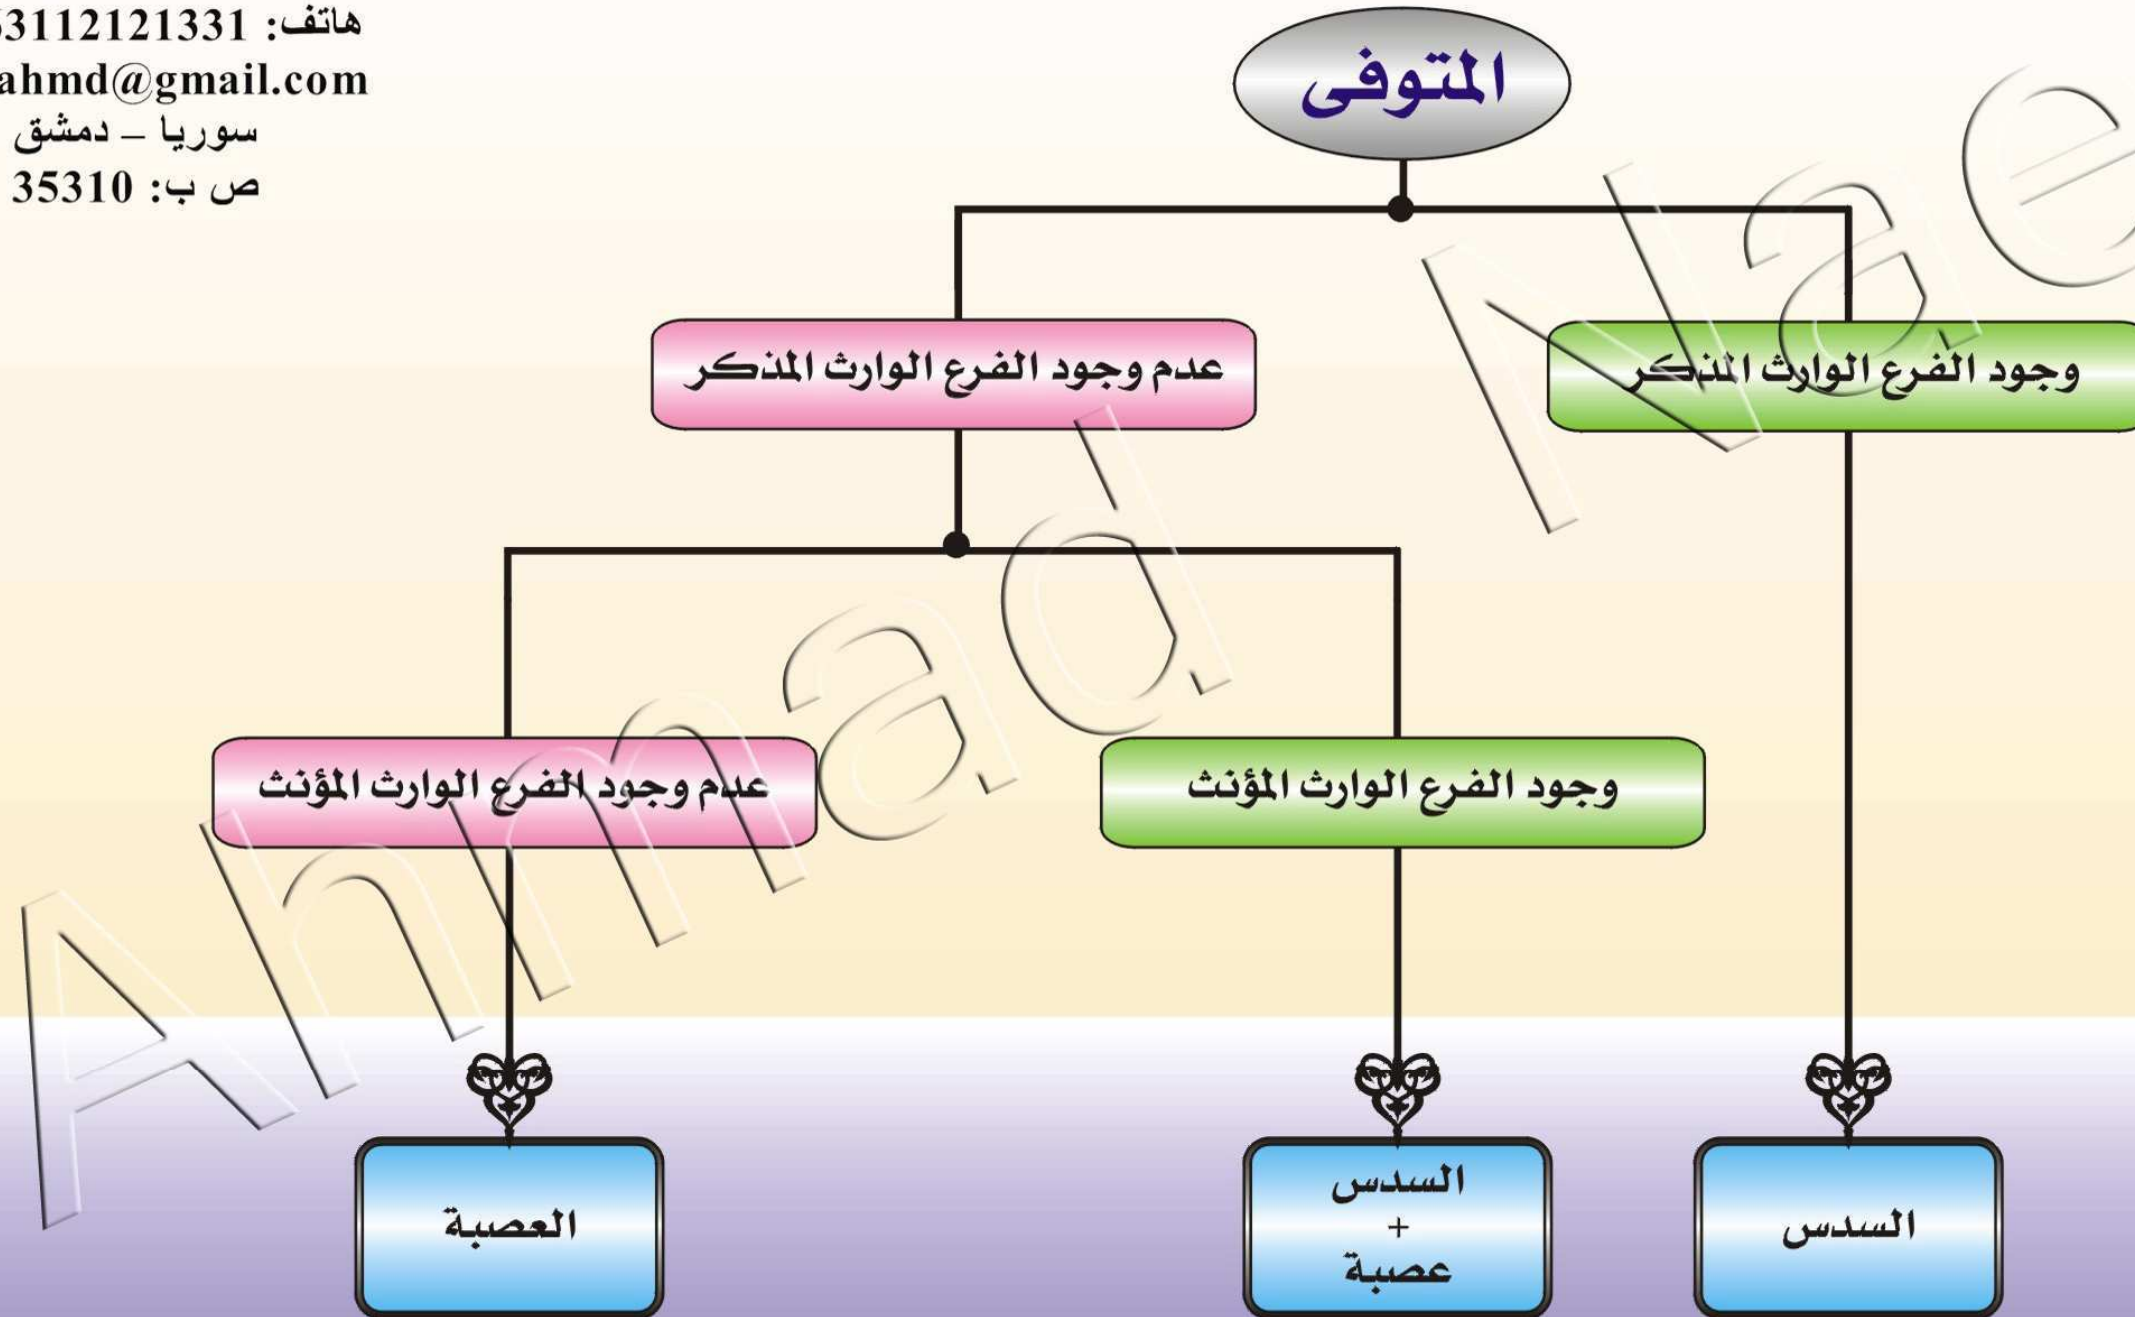 هاتف: 63112121331
ahmd@gmail.com
سوريا – دمشق
ص ب: 35310
المتوفى
وجود الفرع الوارث المذكر
عدم وجود الفرع الوارث المذكر
وجود الفرع الوارث المؤنث
عدم وجود الفرع الوارث المؤنث
السدس
السدس
+
عصبة
العصبة
Ahmad Nae